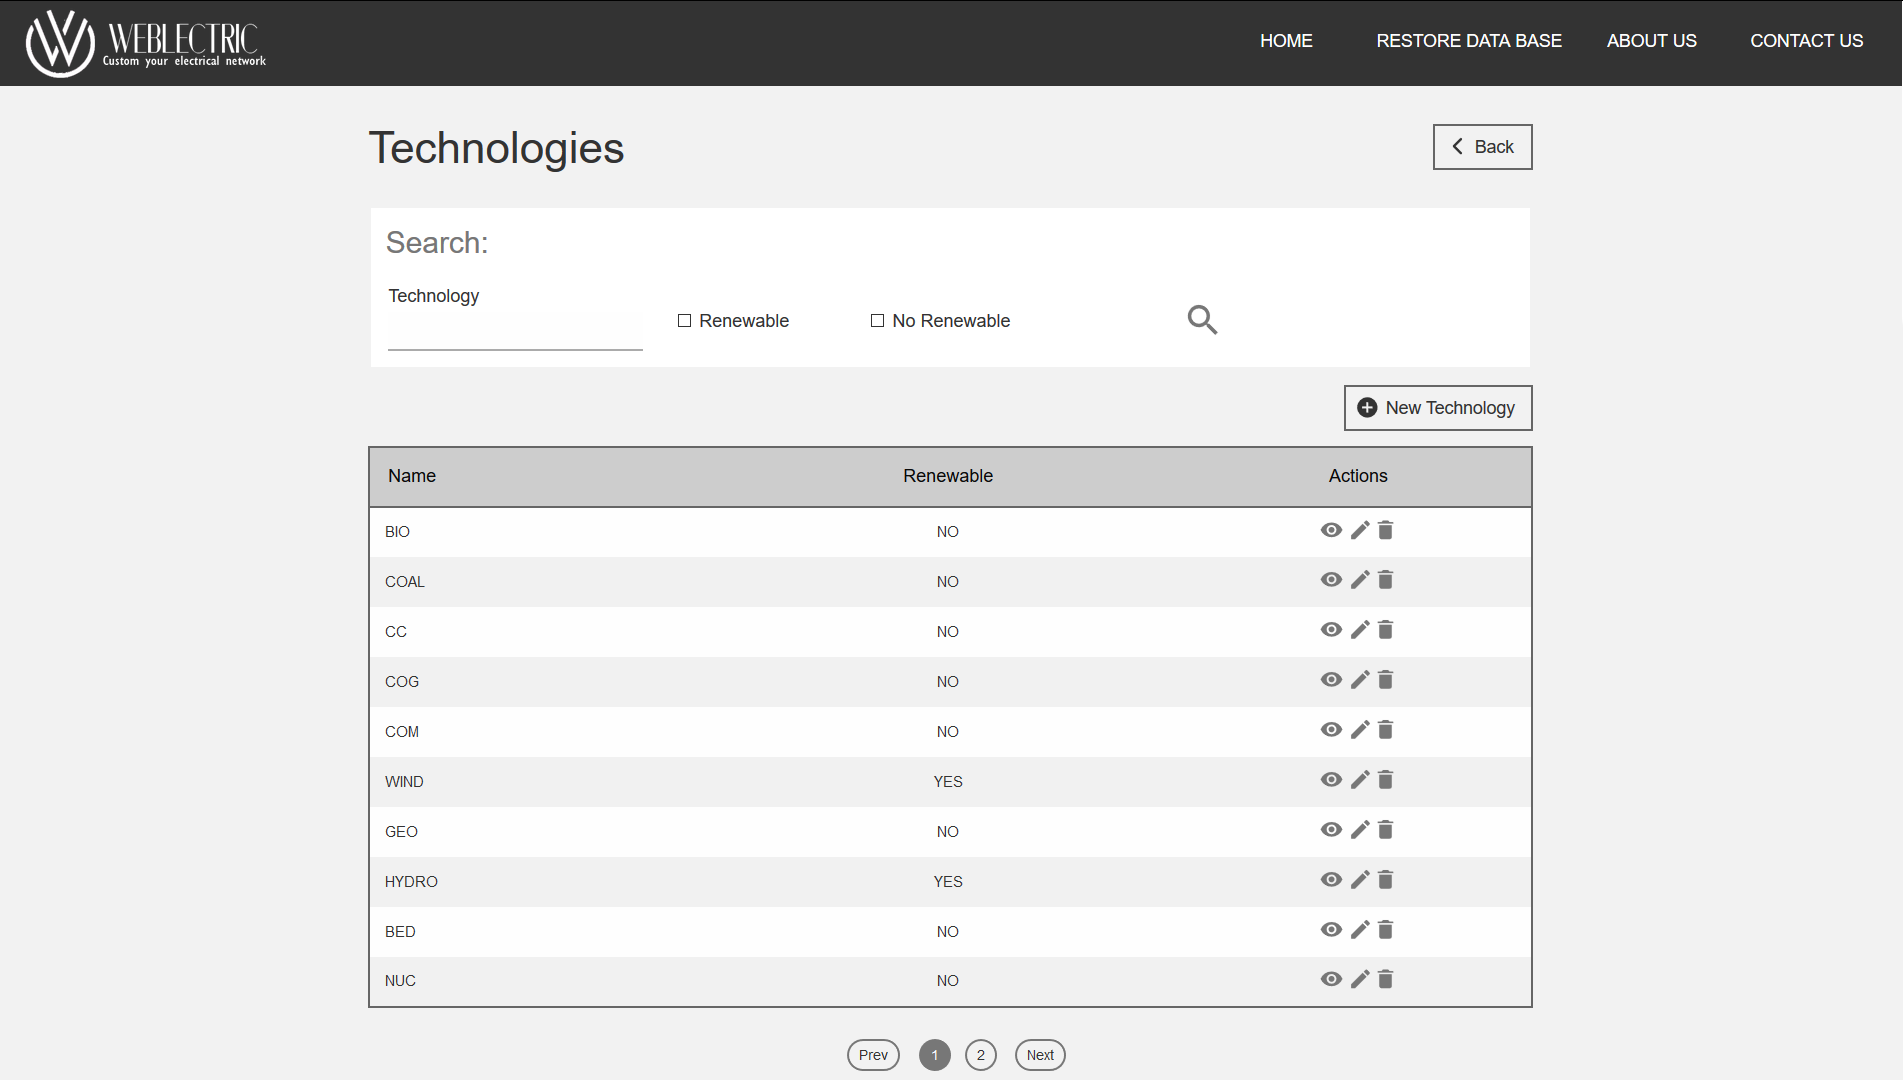 WEBLECTRIC
Custom your electrical network
HOME RESTORE DATA BASE ABOUT US CONTACT US
Technologies
Back
Search:
Technology
Renewable No Renewable
New Technology
Name Renewable Actions
BIO NO
COAL NO
CC NO
COG NO
COM NO
WIND YES
GEO NO
HYDRO YES
BED NO
NUC NO
Prev 1 2 Next